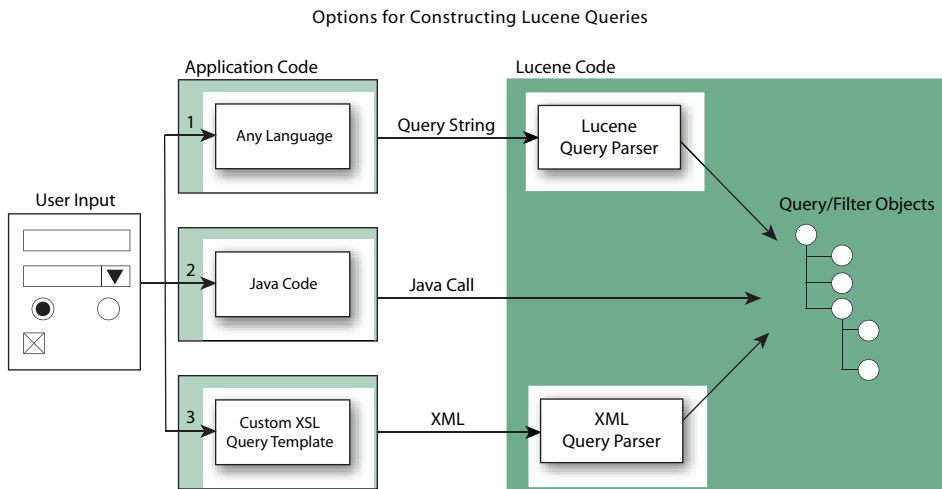 Options for Constructing Lucene Queries
Application Code
Lucene Code
1
Any Language
Query String
Lucene
Query Parser
User Input
Query/Filter Objects
2
Java Code
Java Call
3
Custom XSL
Query Template
XML
XML
Query Parser